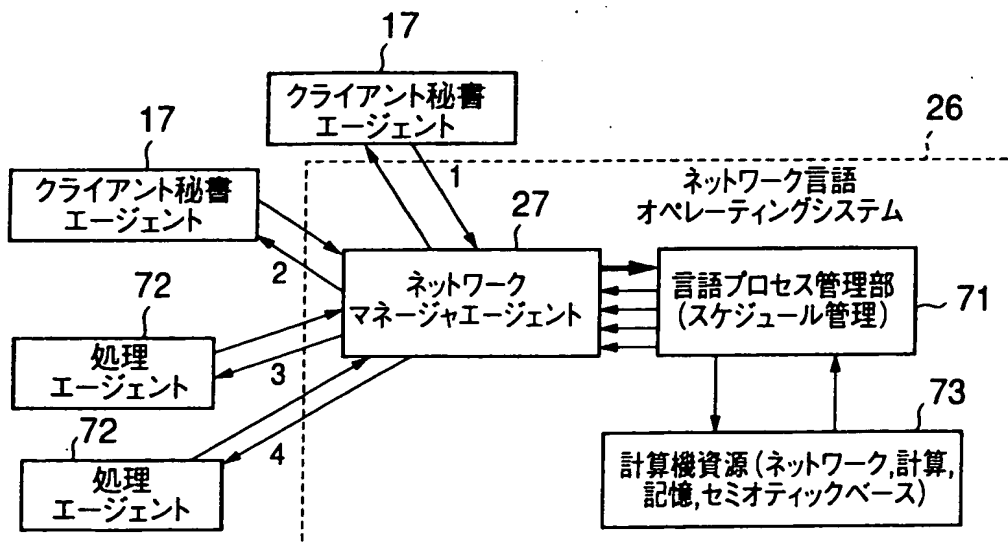 17
クライアント秘書
エージェント
17
クライアント秘書
エージェント
26
ネットワーク言語
オペレーティングシステム
1
2
27
ネットワーク
マネージャエージェント
言語プロセス管理部
(スケジュール管理)
71
72
処理
エージェント
3
72
処理
エージェント
4
73
計算機資源(ネットワーク,計算,
記憶,セミオティックベース)